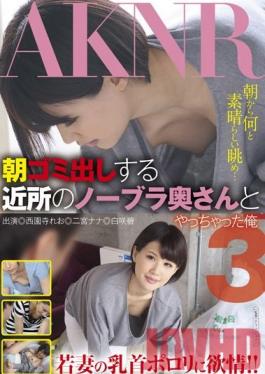 AKNR
朝から何と
素晴らしい眺め…
朝ゴミ出しする
近所のノーブラ奥さんと
出演◎西園寺れお◎二宮ナナ◎白咲碧
やっちゃった俺
3
JAVHD
若妻の乳首ポロリに欲情!!